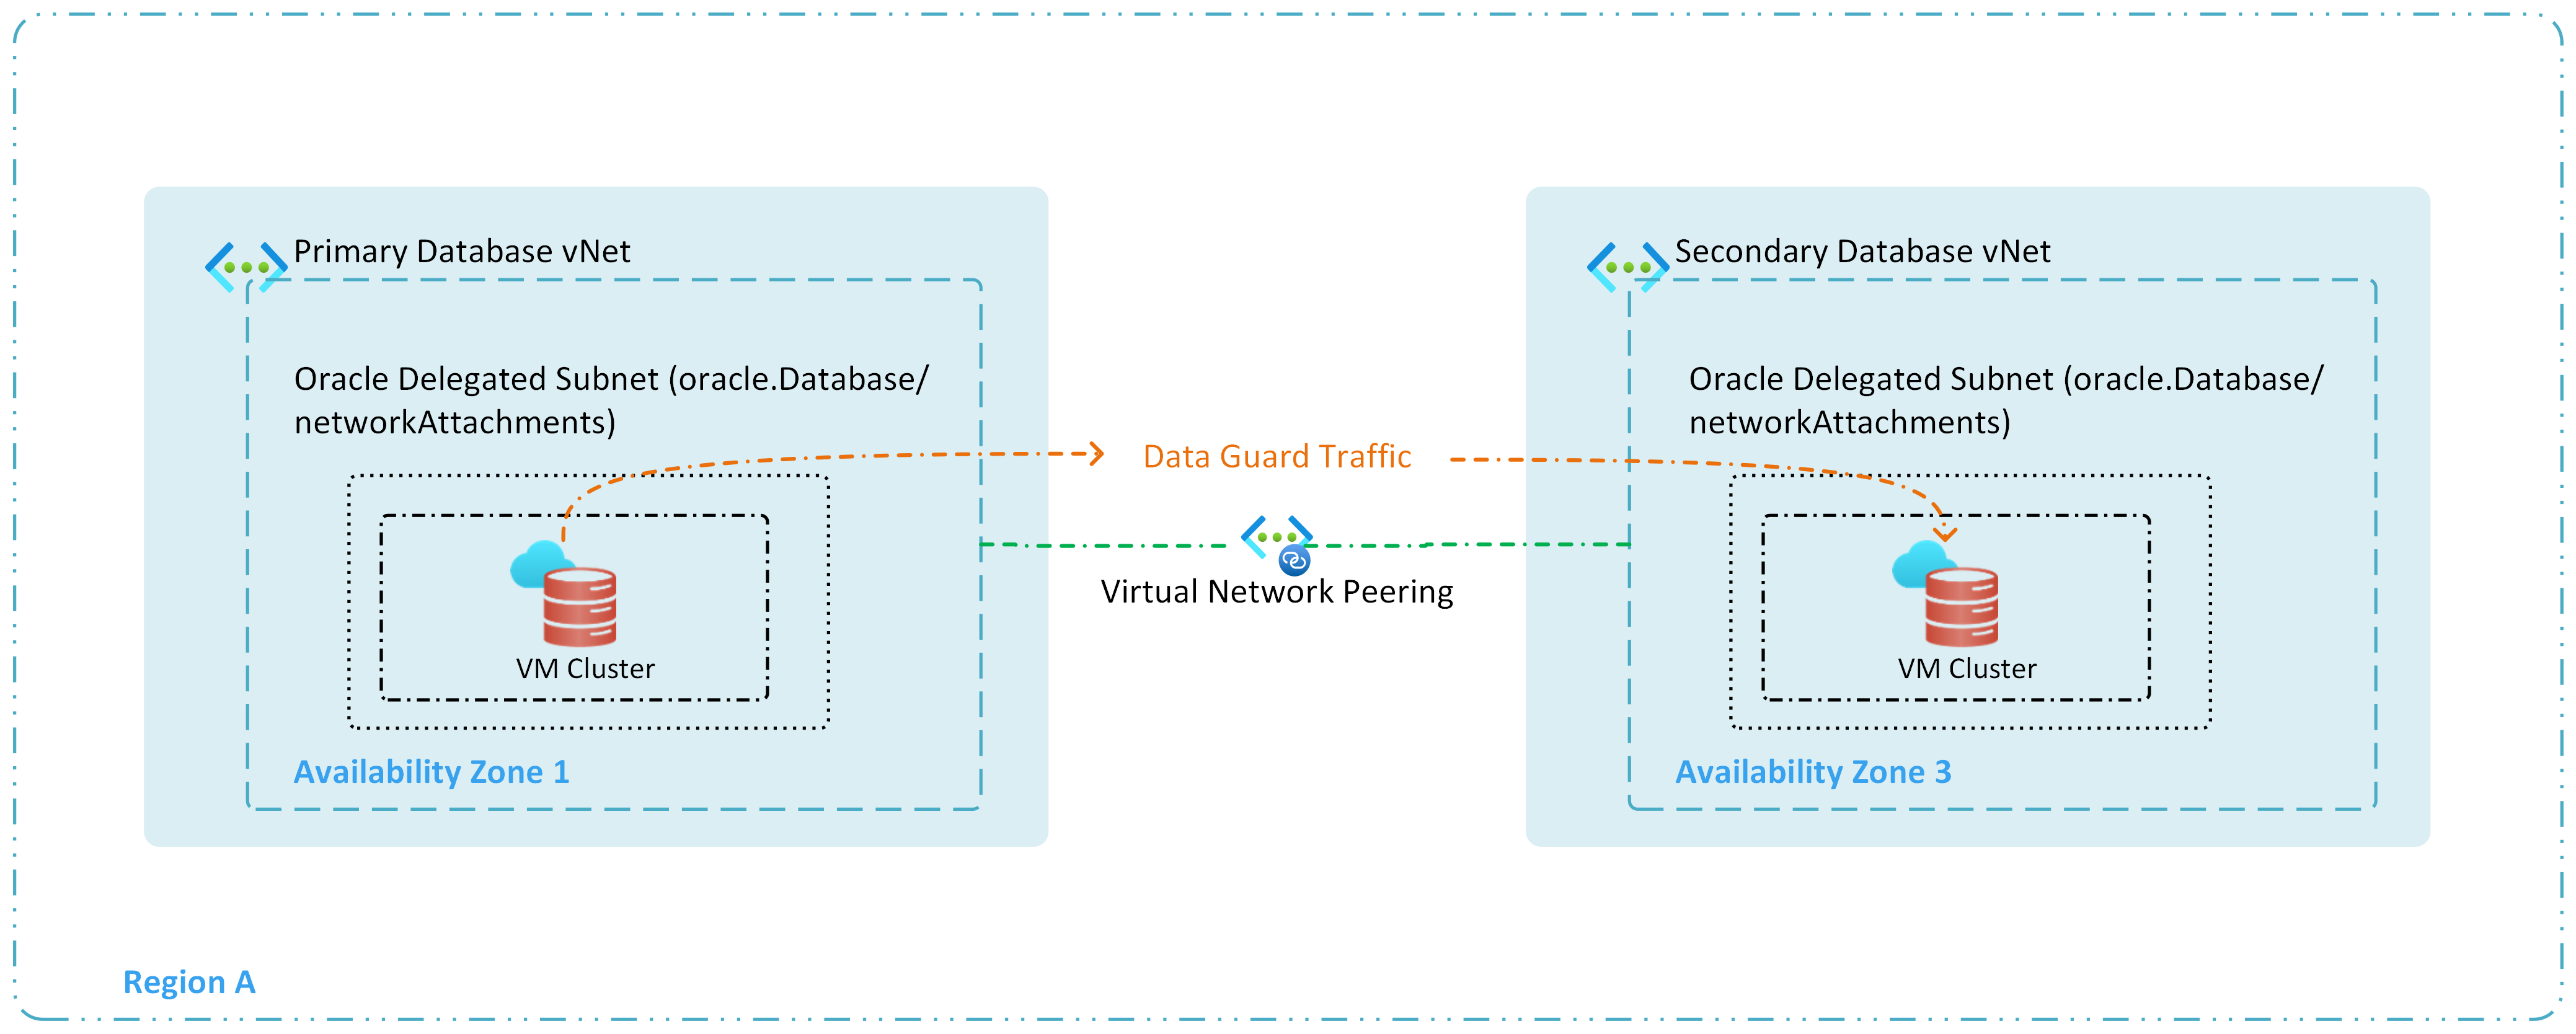 Primary Database vNet
Oracle Delegated Subnet (oracle.Database/
networkAttachments)
VM Cluster
Availability Zone 1
Data Guard Traffic
Virtual Network Peering
Secondary Database vNet
Oracle Delegated Subnet (oracle.Database/
networkAttachments)
VM Cluster
Availability Zone 3
Region A